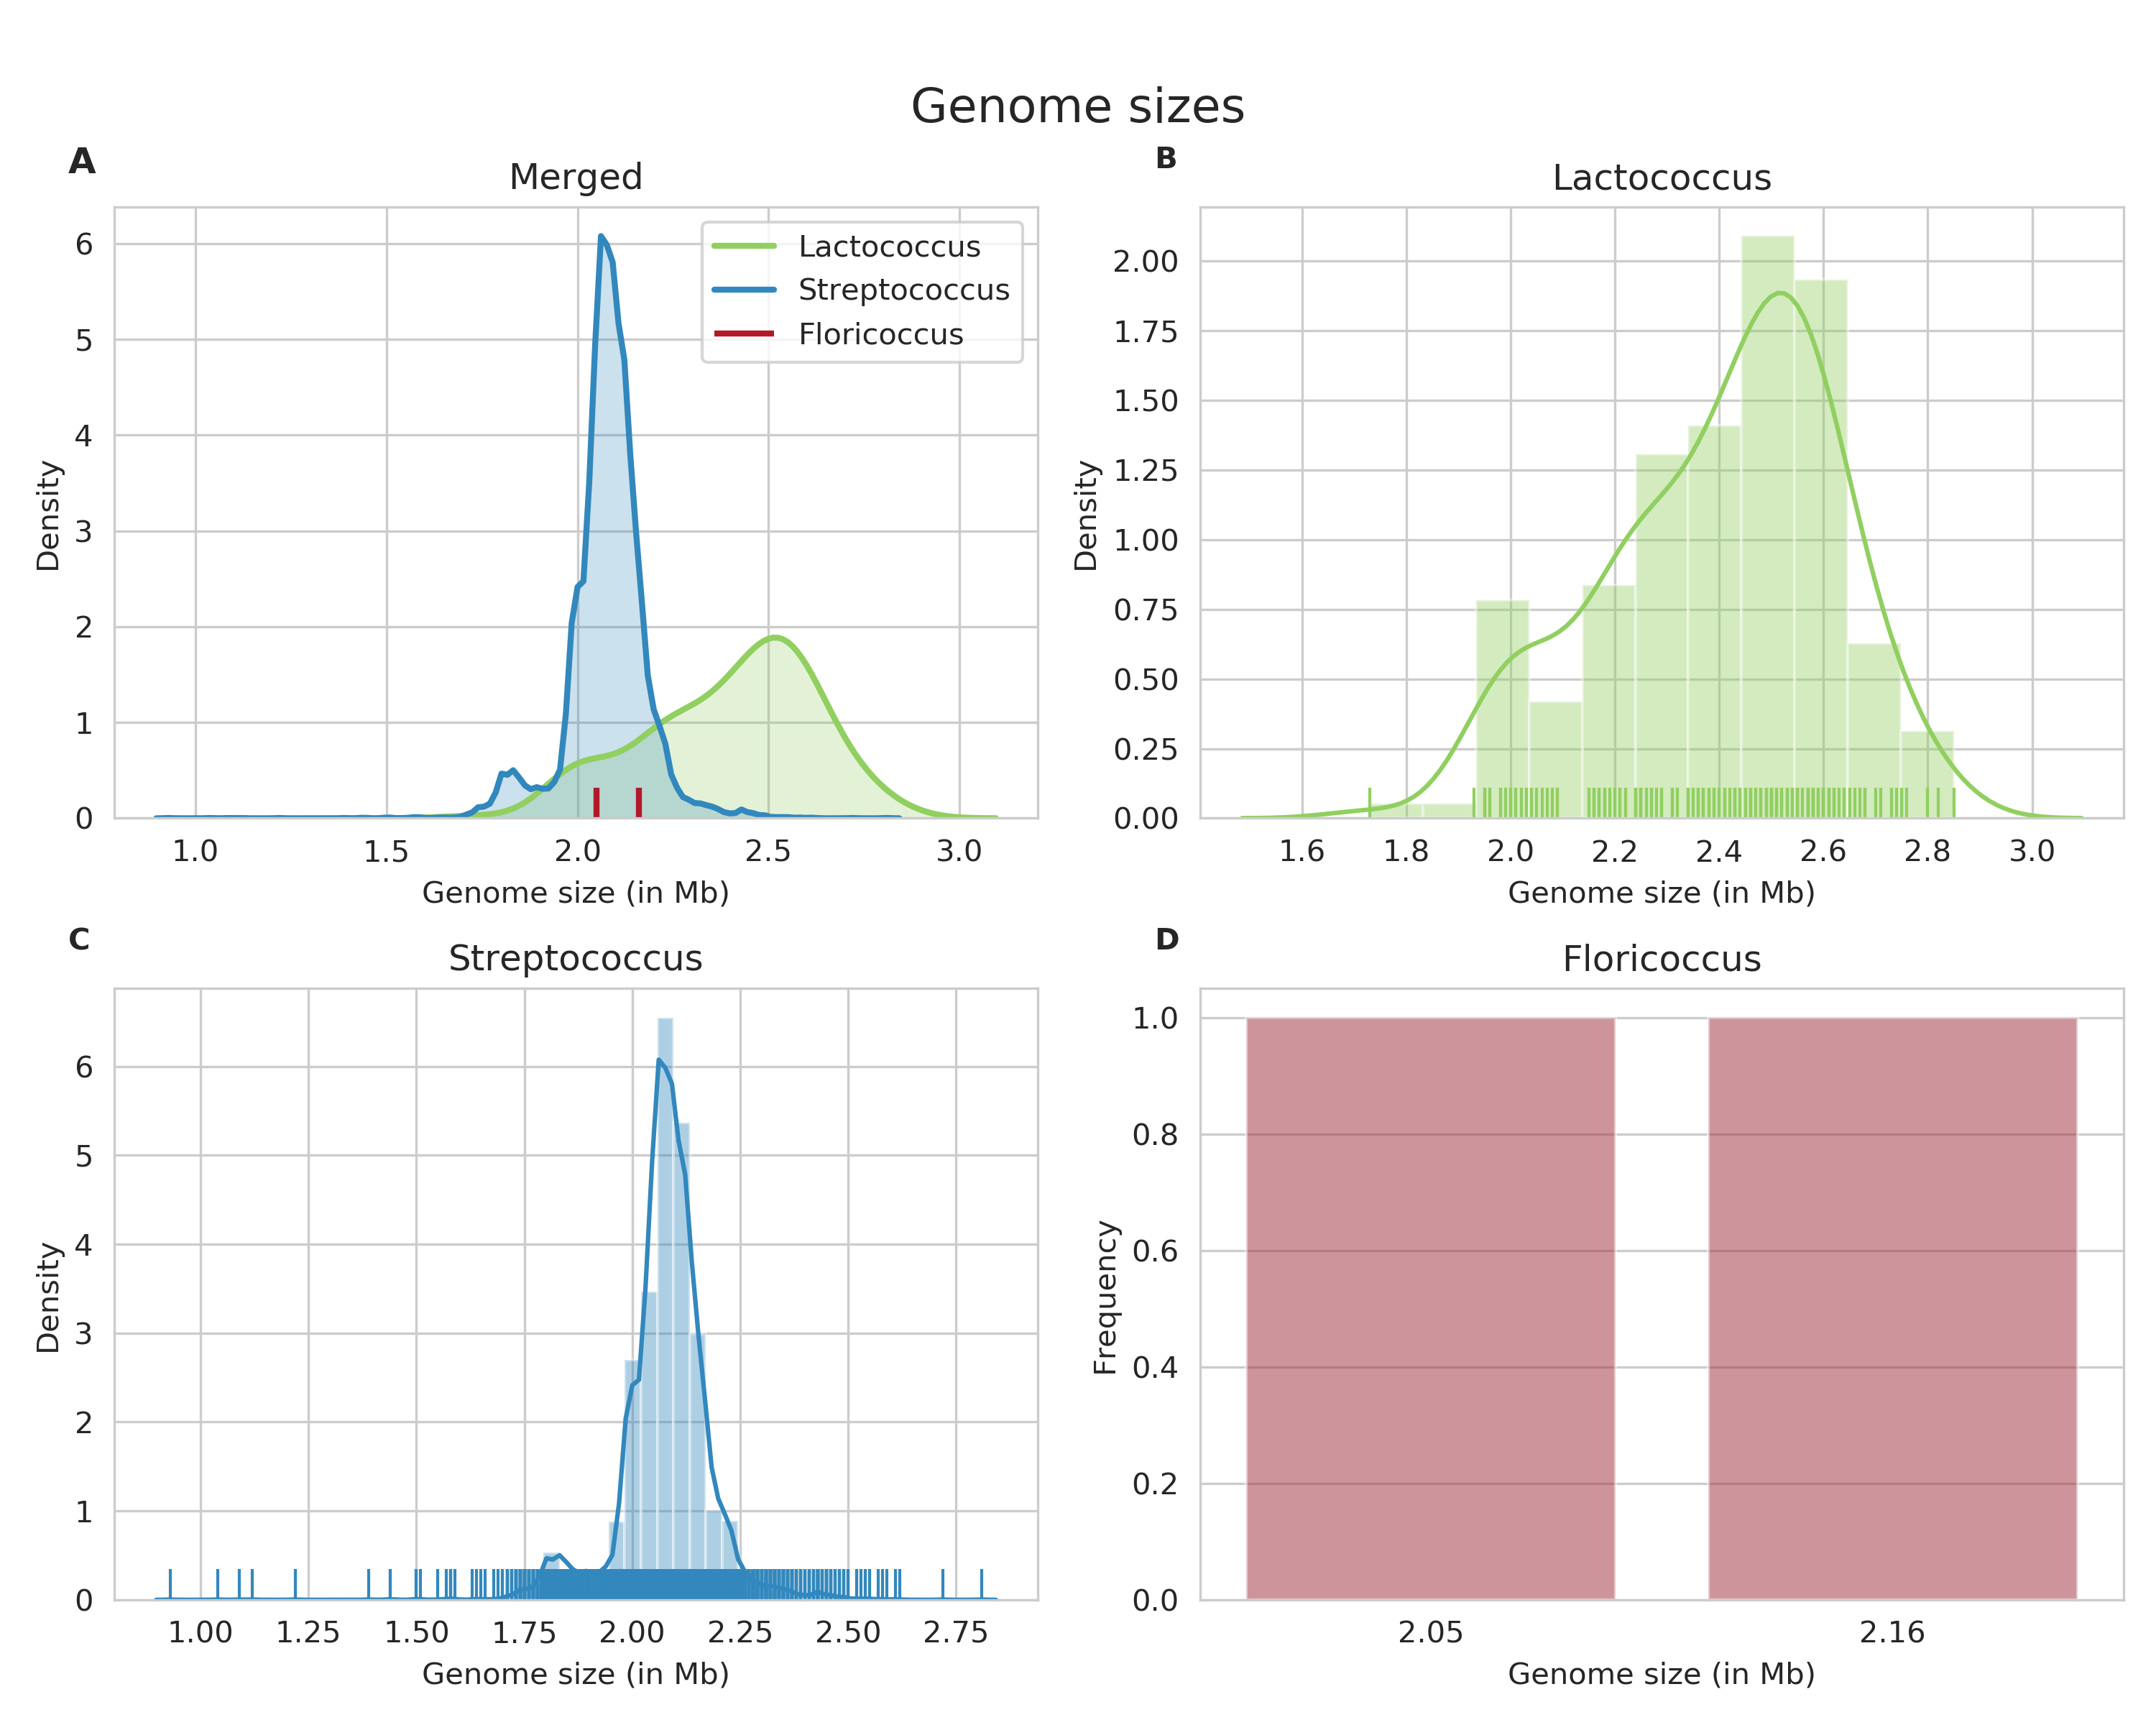 Genome sizes
A
Merged
6
5
4
3
2
1
0
Density
Lactococcus
Streptococcus
Floricoccus
1.0 1.5 2.0 2.5 3.0
Genome size (in Mb)
B
Lactococcus
2.00
1.75
1.50
1.25
1.00
0.75
0.50
0.25
0.00
Density
1.6 1.8 2.0 2.2 2.4 2.6 2.8 3.0
Genome size (in Mb)
C
Streptococcus
6
5
4
3
2
1
0
Density
1.00 1.25 1.50 1.75 2.00 2.25 2.50 2.75
Genome size (in Mb)
D
Floricoccus
1.0
0.8
0.6
0.4
0.2
0.0
Frequency
2.05 2.16
Genome size (in Mb)